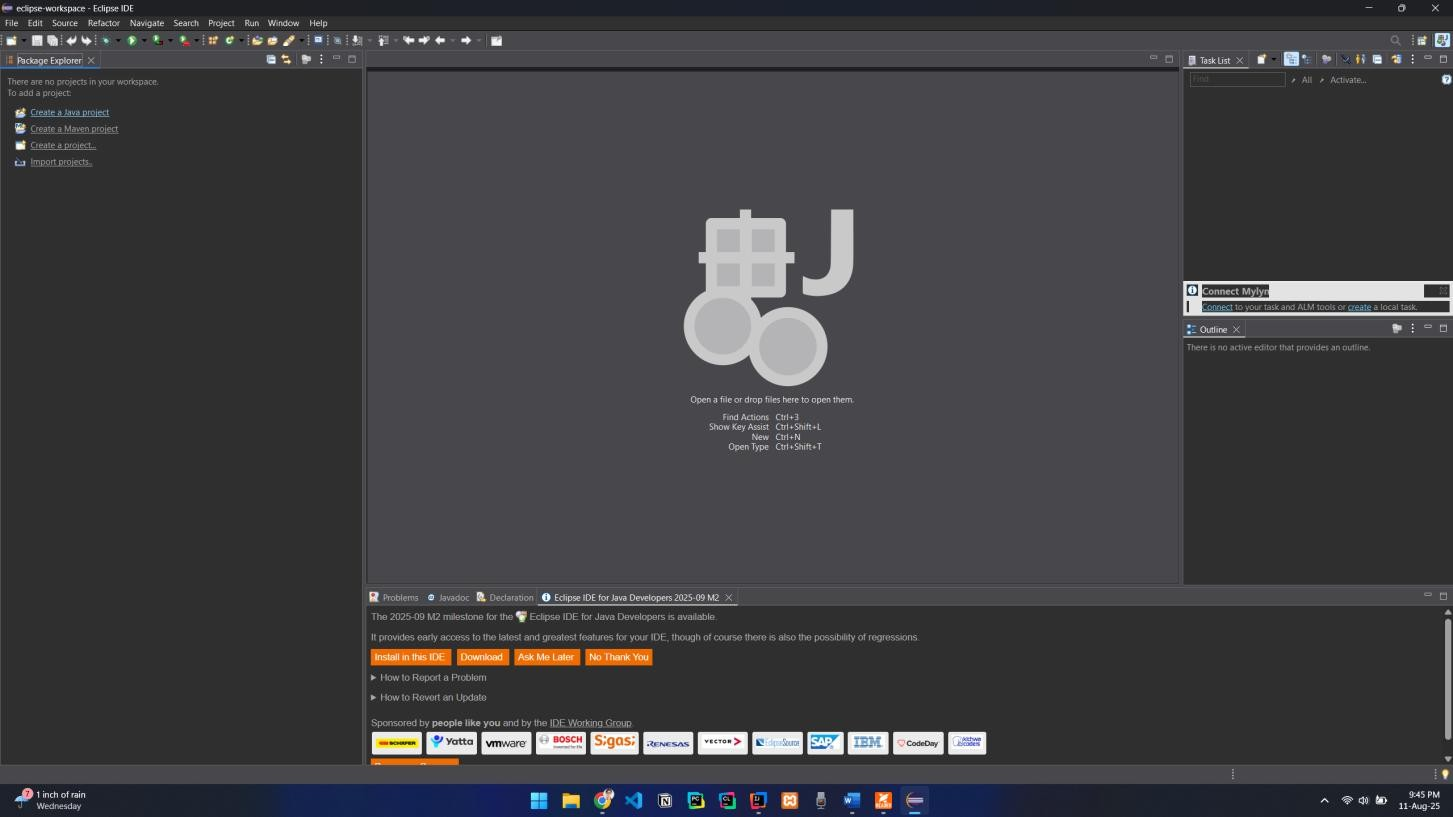 eclipse-workspace - Eclipse IDE
File Edit Source Refactor Navigate Search Project Run Window Help
Package Explorer
There are no projects in your workspace.
To add a project:
Create a Java project
Create a Maven project
Create a project...
Import projects..
J
Open a file or drop files here to open them.
Find Actions Ctrl+3
Show Key Assist Ctrl+Shift+L
New Ctrl+N
Open Type Ctrl+Shift+T
Task List
Find All Activate...
Connect Mylyn
Connect to your task and ALM tools or create a local task.
Outline
There is no active editor that provides an outline.
Problems Javadoc Declaration Eclipse IDE for Java Developers 2025-09 M2
The 2025-09 M2 milestone for the Eclipse IDE for Java Developers is available.
It provides early access to the latest and greatest features for your IDE, though of course there is also the possibility of regressions.
Install in this IDE Download Ask Me Later No Thank You
How to Report a Problem
How to Revert an Update
Sponsored by people like you and by the IDE Working Group.
SCHÄFER Yatta vmware BOSCH Sigasi RENESAS VECTOR EclipseSource SAP IBM CodeDay
7 1 inch of rain
Wednesday
9:45 PM
11-Aug-25